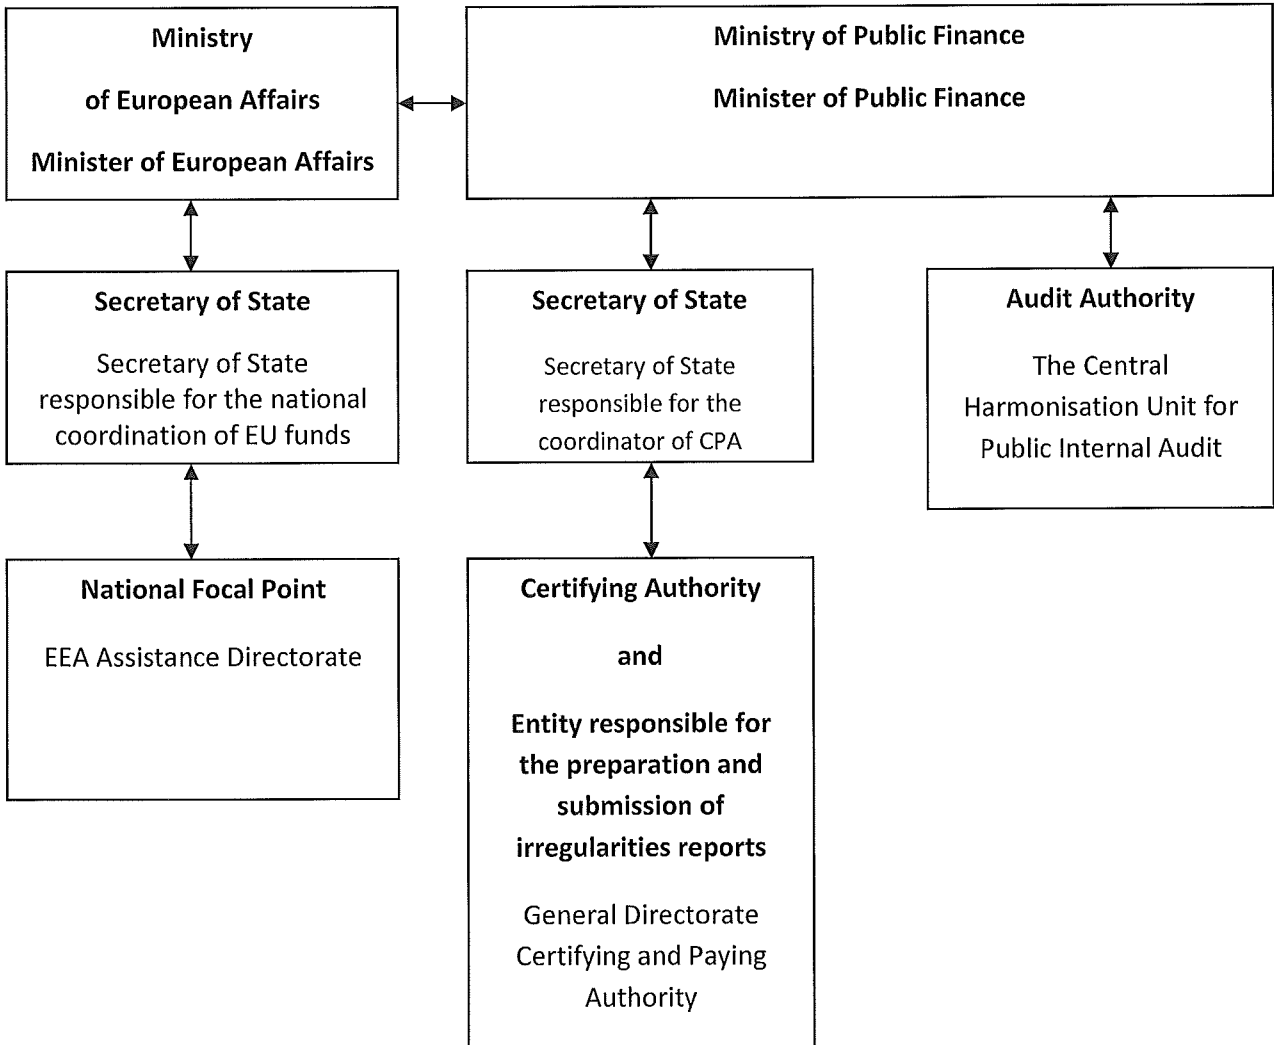 Ministry
of European Affairs
Minister of European Affairs
Ministry of Public Finance
Minister of Public Finance
Secretary of State
Secretary of State
responsible for the national
coordination of EU funds
Secretary of State
Secretary of State
responsible for the
coordinator of CPA
Audit Authority
The Central
Harmonisation Unit for
Public Internal Audit
National Focal Point
EEA Assistance Directorate
Certifying Authority
and
Entity responsible for
the preparation and
submission of
irregularities reports
General Directorate
Certifying and Paying
Authority